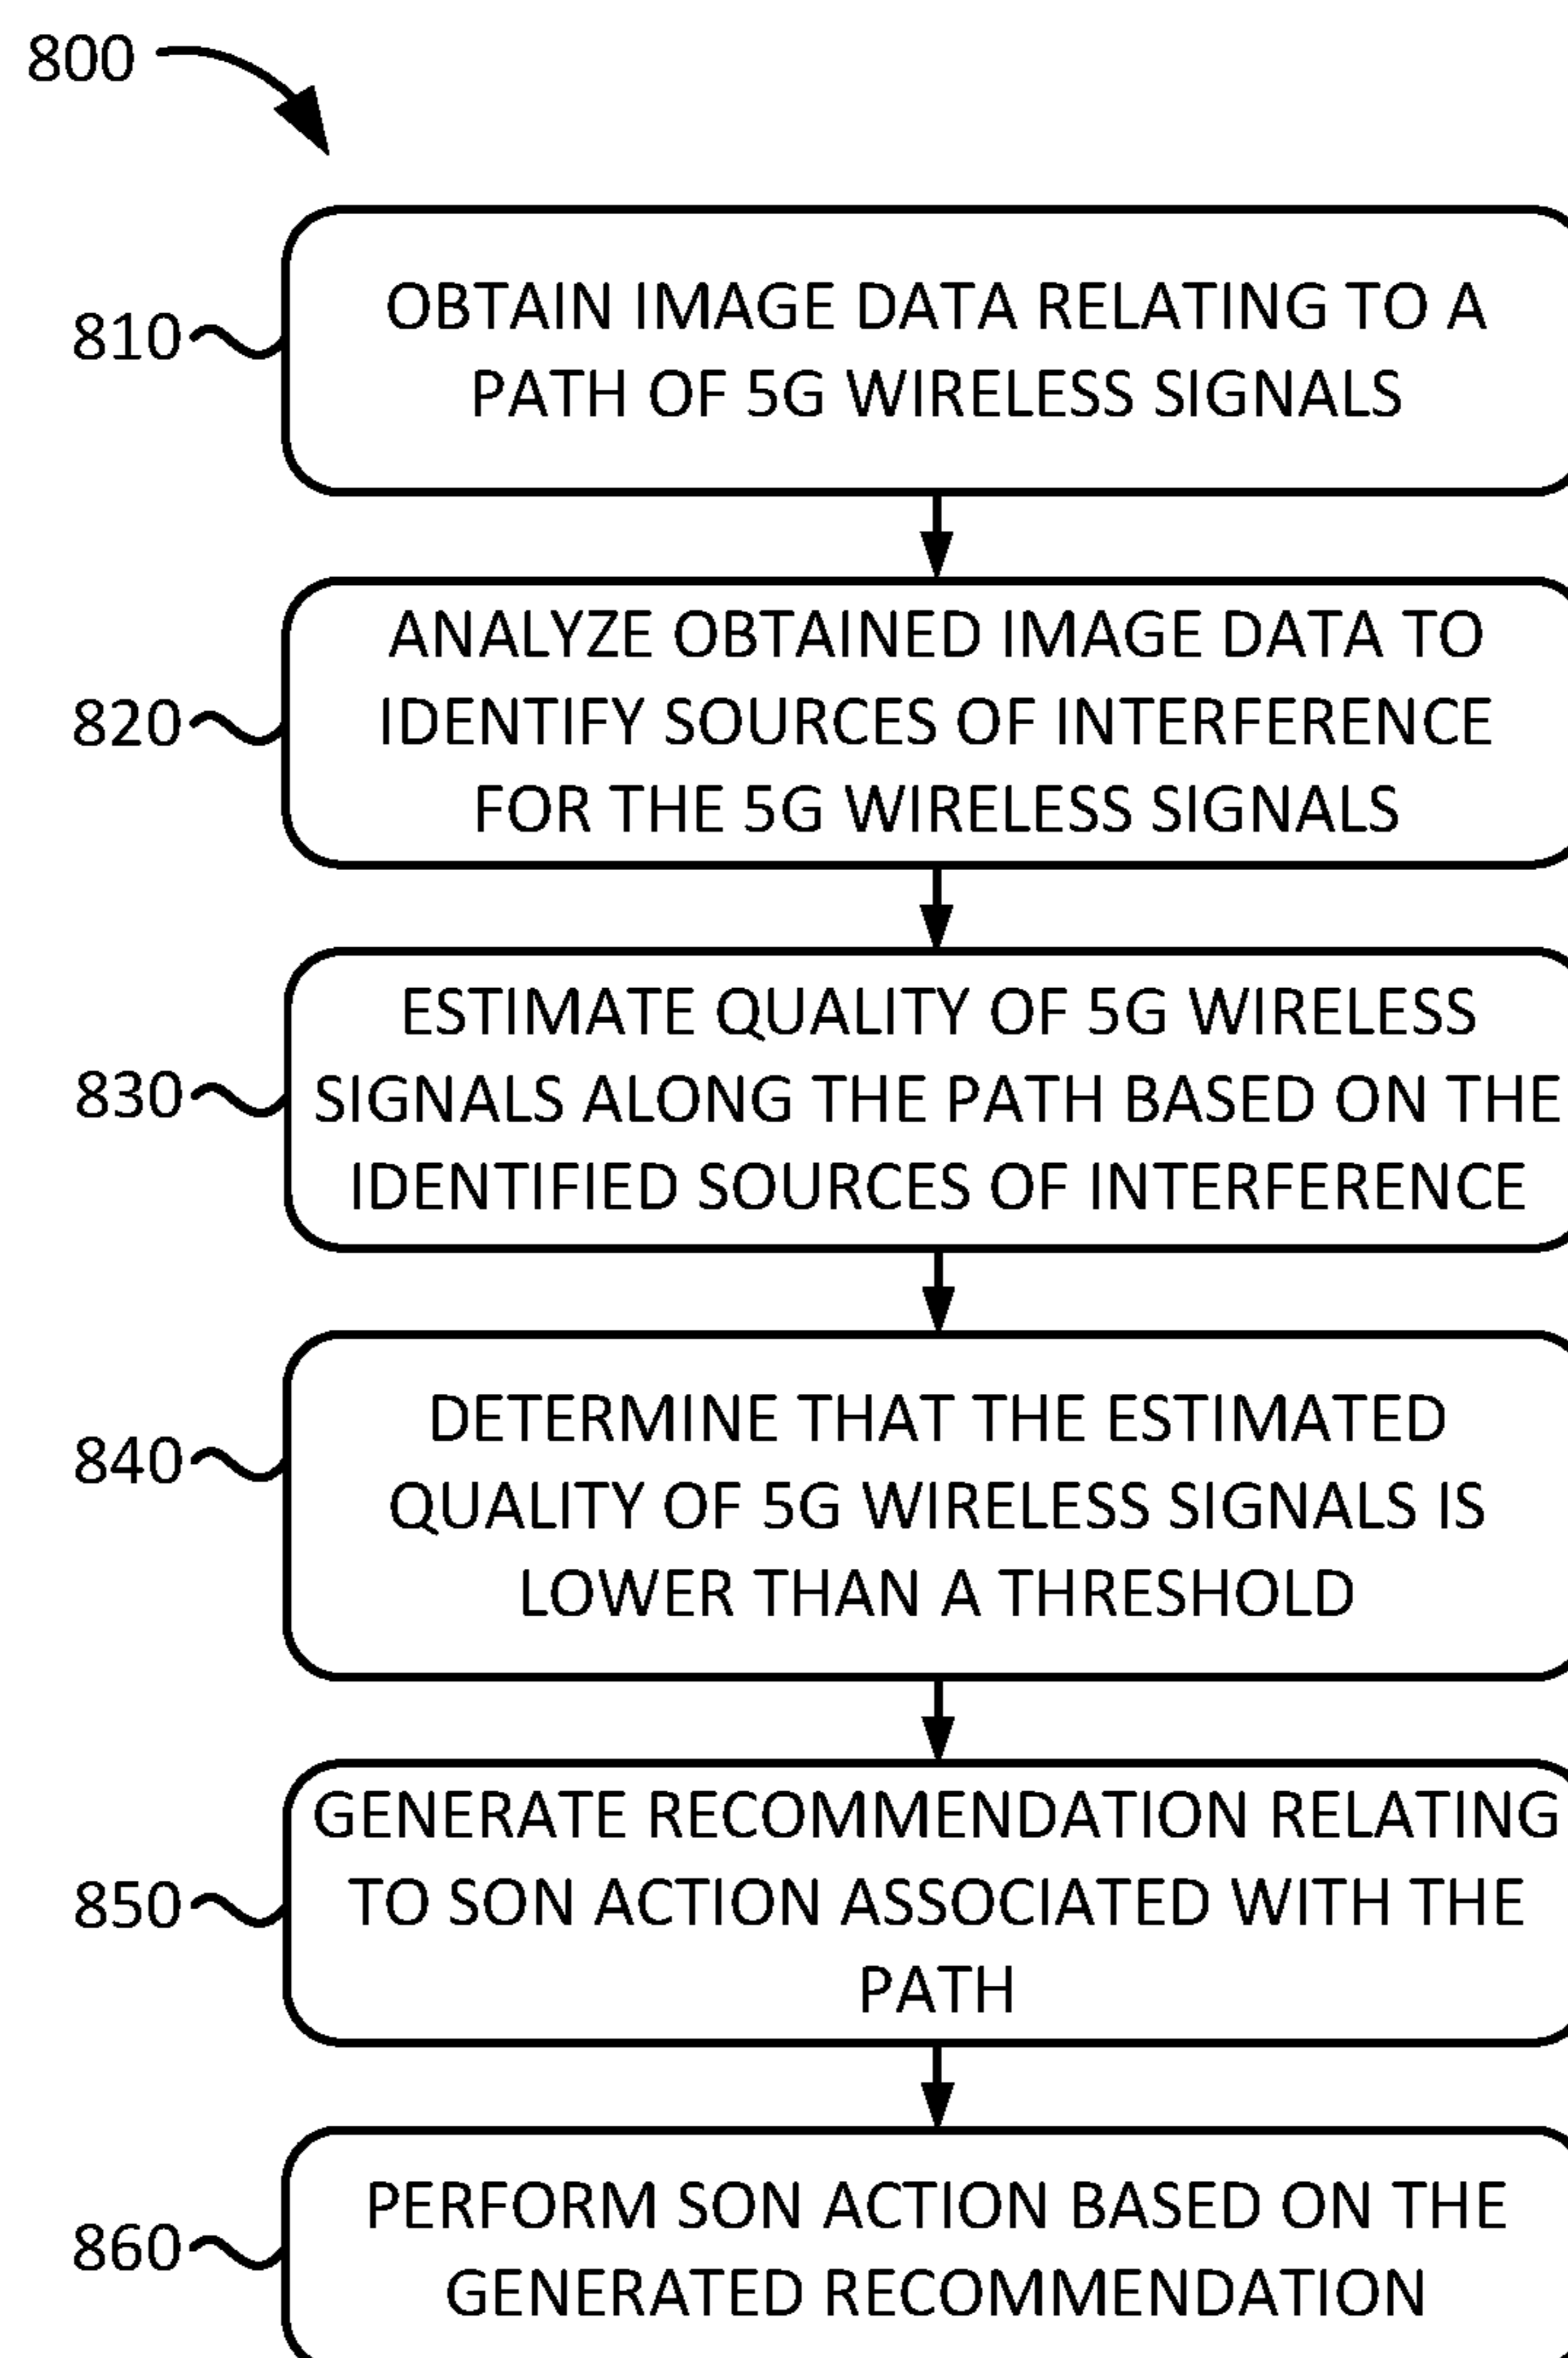 800
810
OBTAIN IMAGE DATA RELATING TO A
PATH OF 5G WIRELESS SIGNALS
820
ANALYZE OBTAINED IMAGE DATA TO
IDENTIFY SOURCES OF INTERFERENCE
FOR THE 5G WIRELESS SIGNALS
830
ESTIMATE QUALITY OF 5G WIRELESS
SIGNALS ALONG THE PATH BASED ON THE
IDENTIFIED SOURCES OF INTERFERENCE
840
DETERMINE THAT THE ESTIMATED
QUALITY OF 5G WIRELESS SIGNALS IS
LOWER THAN A THRESHOLD
850
GENERATE RECOMMENDATION RELATING
TO SON ACTION ASSOCIATED WITH THE
PATH
860
PERFORM SON ACTION BASED ON THE
GENERATED RECOMMENDATION